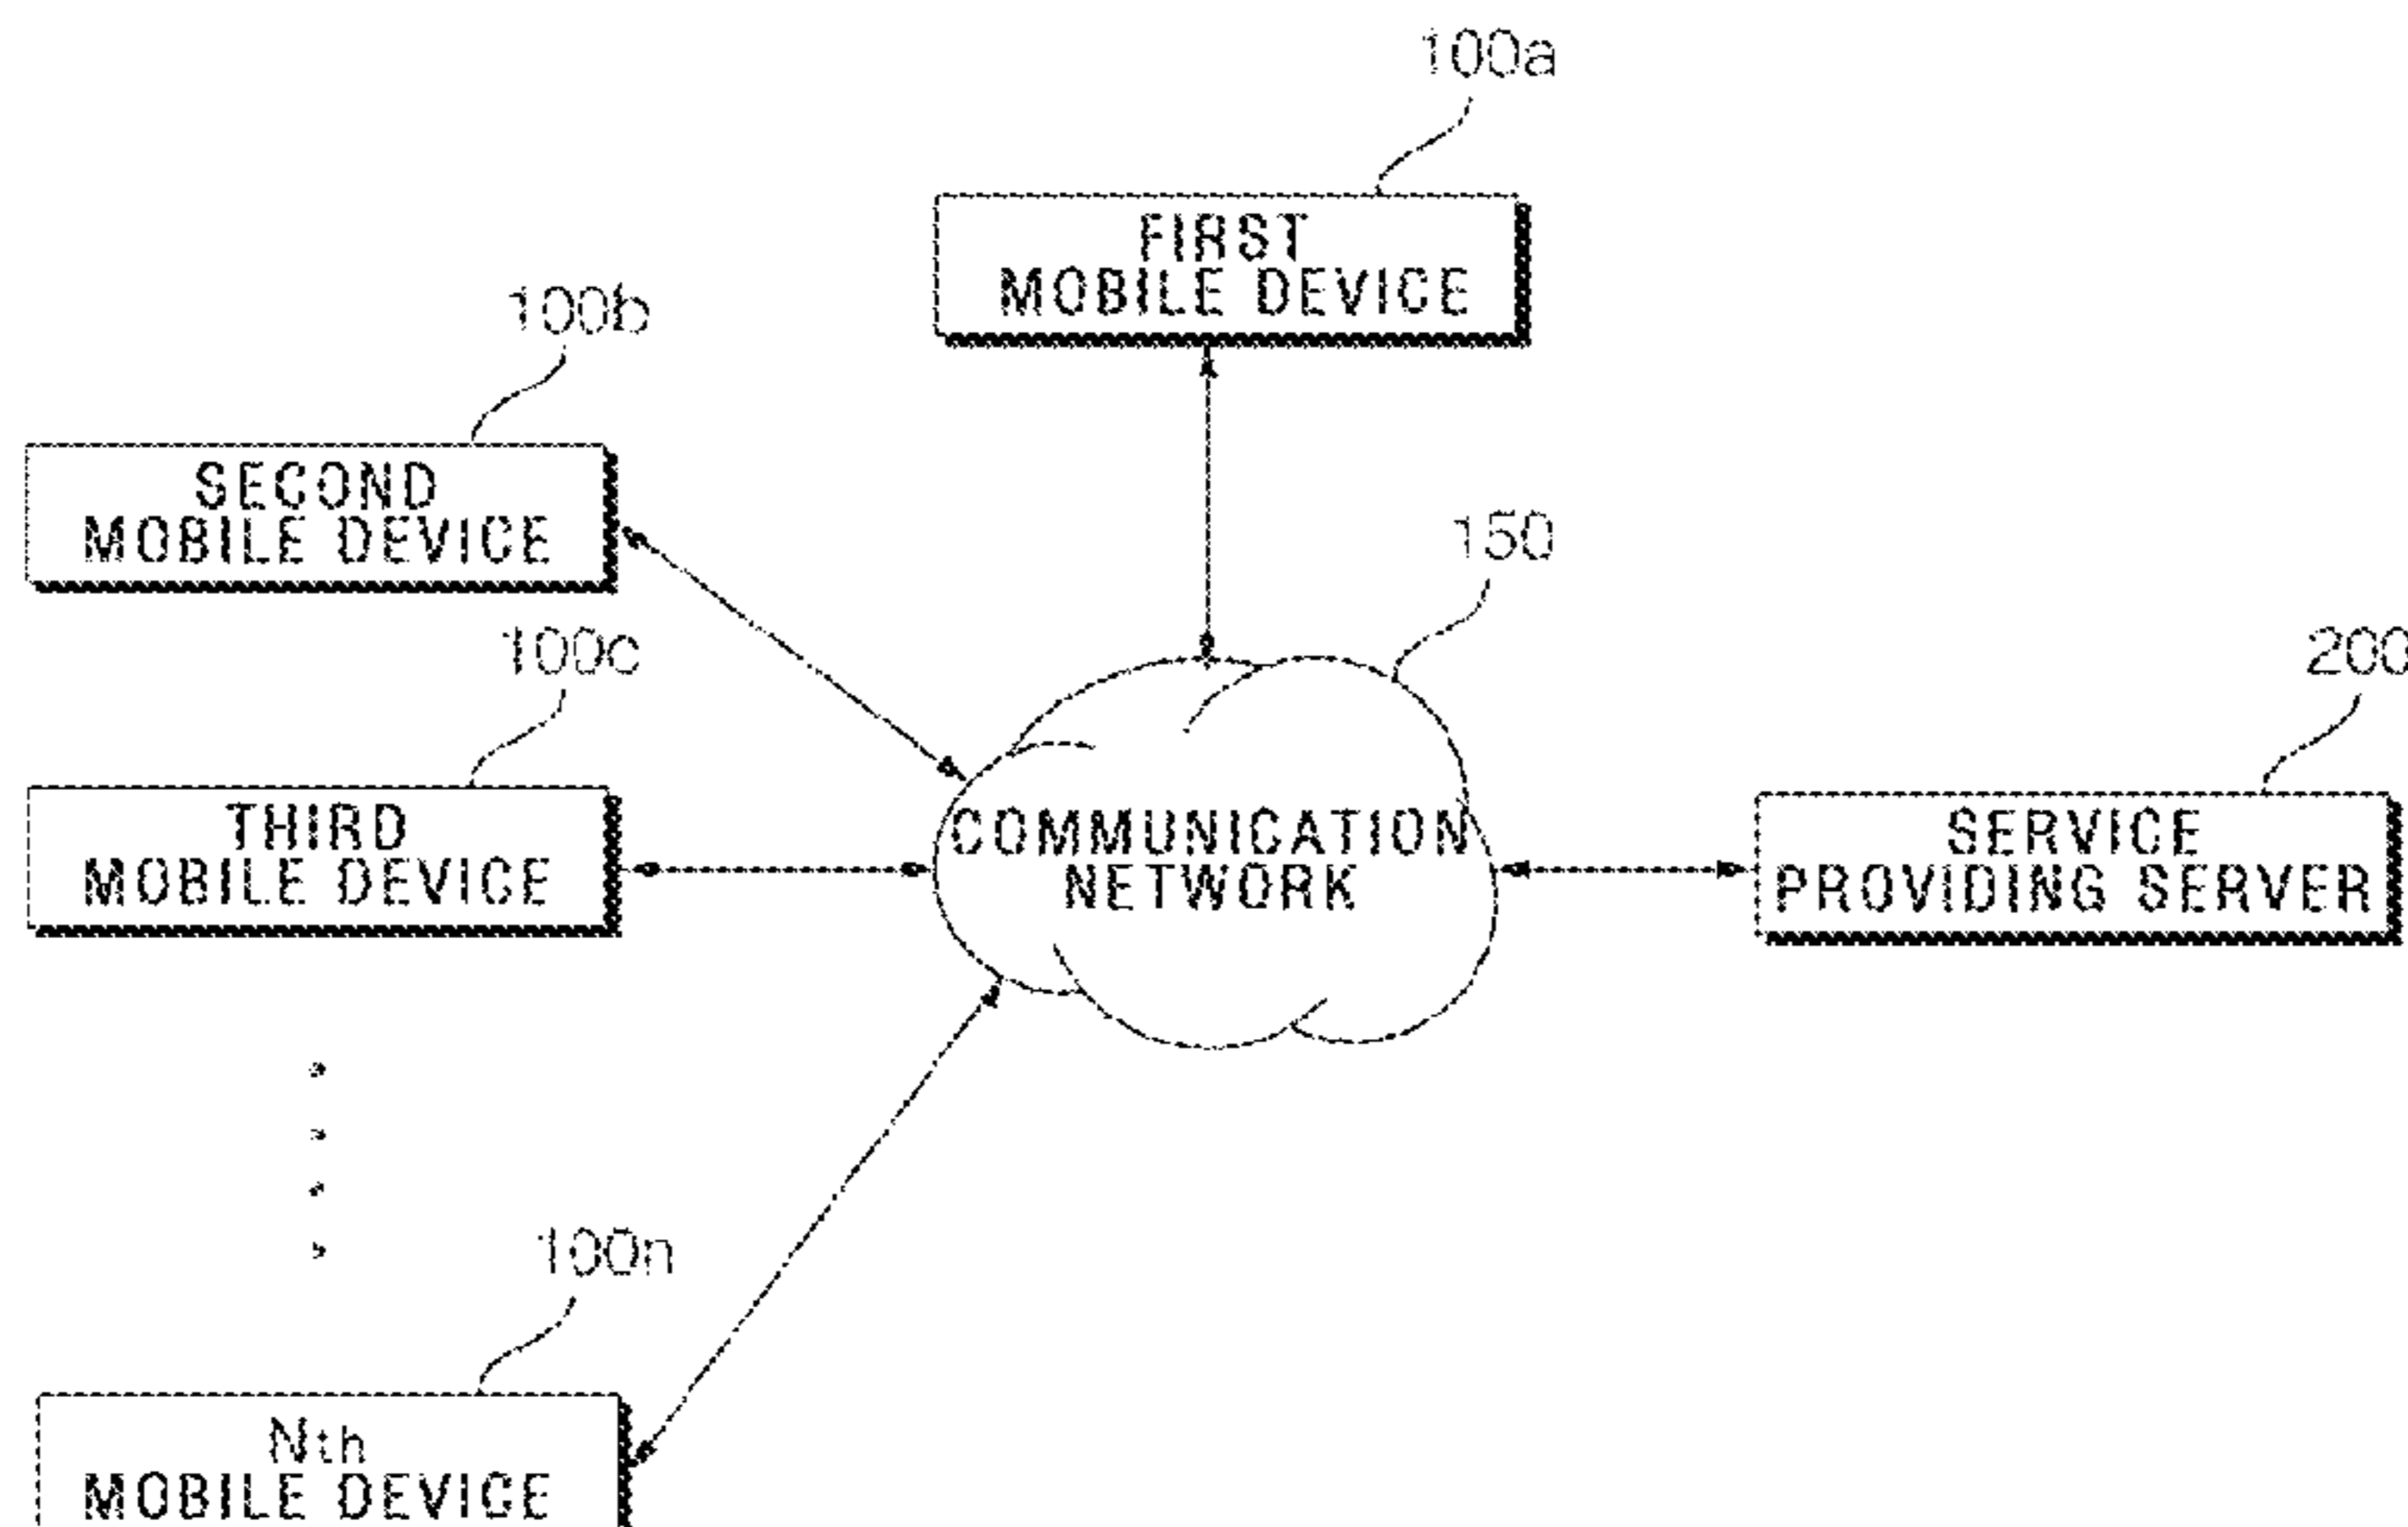 100a
FIRST
MOBILE DEVICE
100b
SECOND
MOBILE DEVICE
150
100c
THIRD
MOBILE DEVICE
COMMUNICATION
NETWORK
200
SERVICE
PROVIDING SERVER
100n
Nth
MOBILE DEVICE